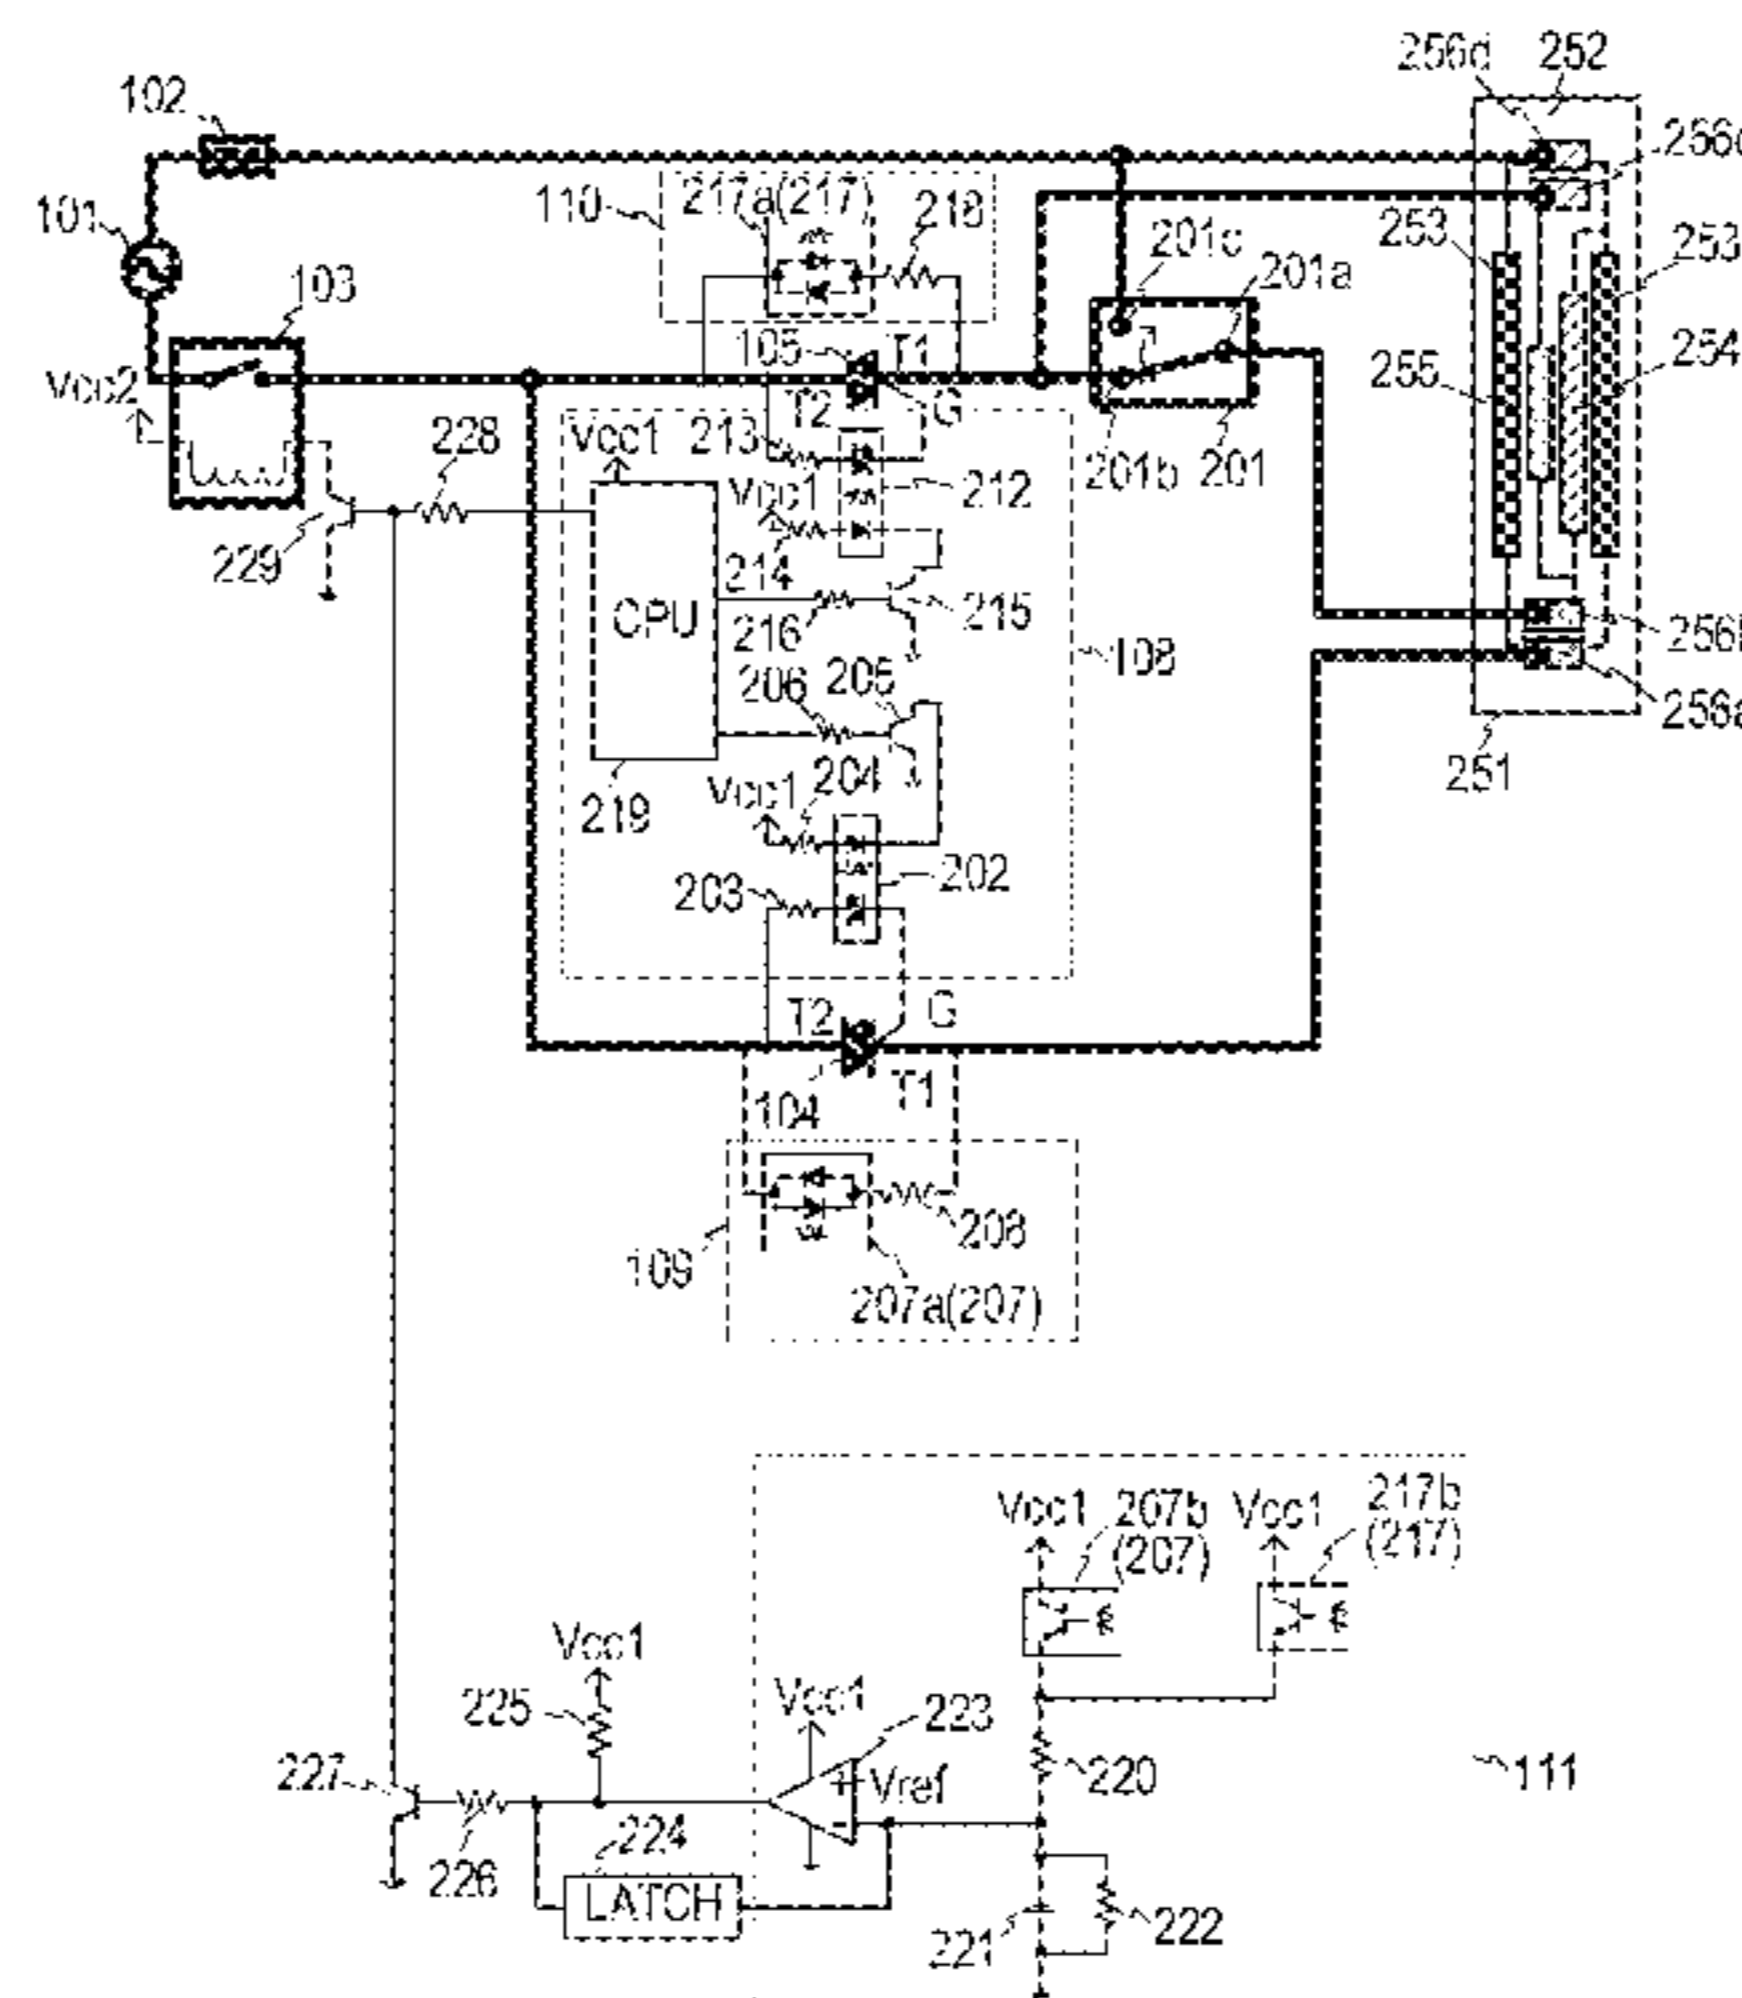 256d 252
102
256c
110 217a(217) 218
101
201c
253
253
201a
103
105 T1
254
Vcc2
255
T2 G
228
Vcc1 213
201b 201
Vcc1 212
229
214
CPU
216 215
256b
108
206 205
256a
Vcc1 204
251
219
203 202
T2 G
104 T1
208
109
207a(207)
Vcc1 207b Vcc1 217b
(207) (217)
Vcc1
225 Vcc1 223
227 + Vref 220 111
-
224
226
LATCH
221 222